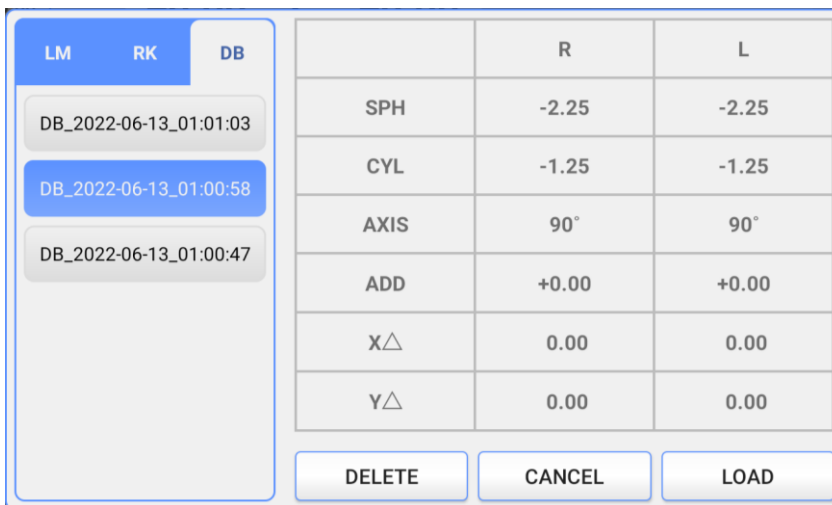 LM RK DB
DB_2022-06-13_01:01:03
DB_2022-06-13_01:00:58
DB_2022-06-13_01:00:47
R L
SPH -2.25 -2.25
CYL -1.25 -1.25
AXIS 90° 90°
ADD +0.00 +0.00
X△ 0.00 0.00
Y△ 0.00 0.00
DELETE CANCEL LOAD